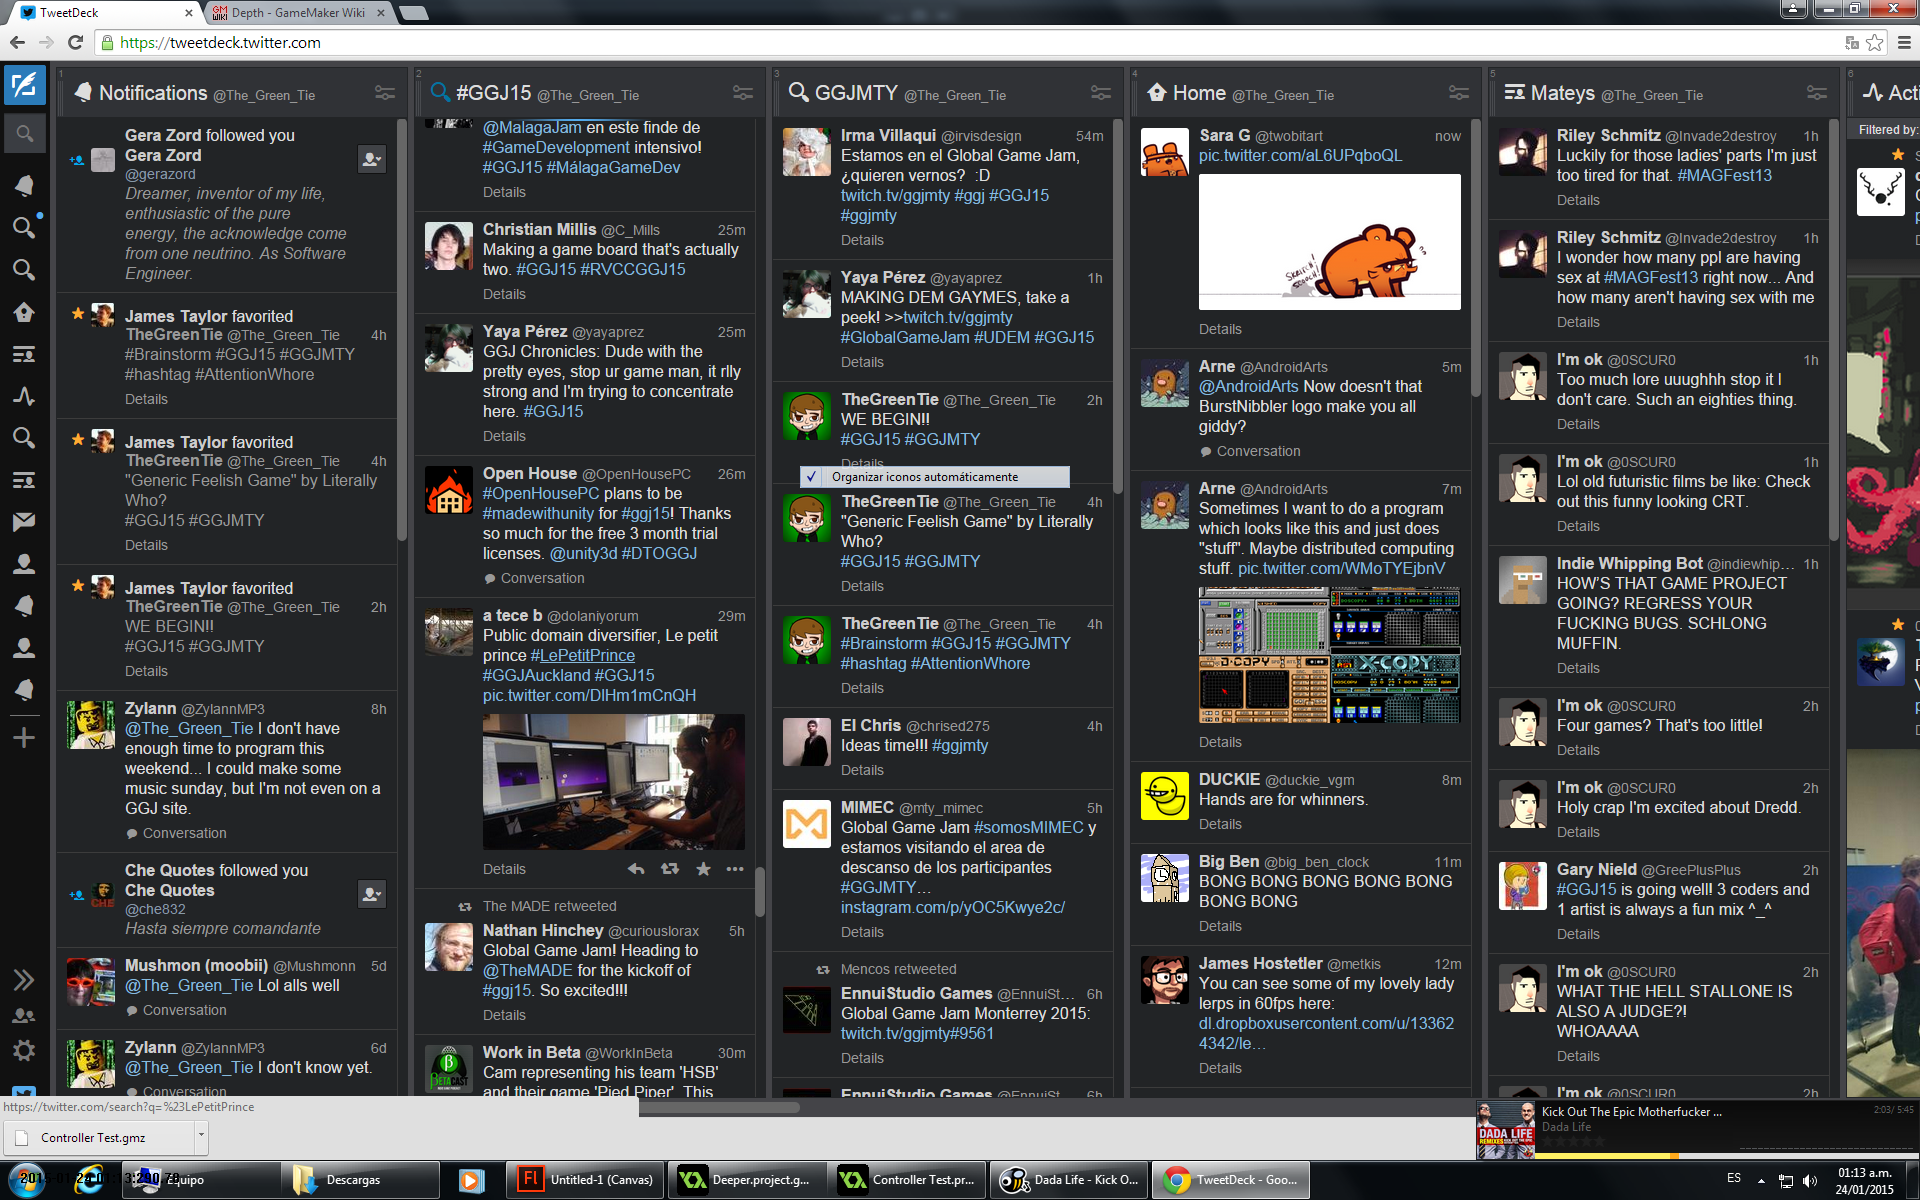 TweetDeck
Depth - GameMaker Wiki
https://tweetdeck.twitter.com
1
Notifications @The_Green_Tie
Gera Zord followed you
Gera Zord
@gerazord
Dreamer, inventor of my life,
enthusiastic of the pure
energy, the acknowledge come
from one neutrino. As Software
Engineer.
James Taylor favorited
TheGreenTie @The_Green_Tie 4h
#Brainstorm #GGJ15 #GGJMTY
#hashtag #AttentionWhore
Details
James Taylor favorited
TheGreenTie @The_Green_Tie 4h
"Generic Feelish Game" by Literally
Who?
#GGJ15 #GGJMTY
Details
James Taylor favorited
TheGreenTie @The_Green_Tie 2h
WE BEGIN!!
#GGJ15 #GGJMTY
Details
Zylann @ZylannMP3 8h
@The_Green_Tie I don't have
enough time to program this
weekend... I could make some
music sunday, but I'm not even on a
GGJ site.
Conversation
Che Quotes followed you
Che Quotes
@che832
Hasta siempre comandante
Mushmon (moobii) @Mushmonn 5d
@The_Green_Tie Lol alls well
Conversation
Zylann @ZylannMP3 6d
@The_Green_Tie I don't know yet.
Conversation
2
#GGJ15 @The_Green_Tie
@MalagaJam en este finde de
#GameDevelopment intensivo!
#GGJ15 #MálagaGameDev
Details
Christian Millis @C_Mills 25m
Making a game board that's actually
two. #GGJ15 #RVCCGGJ15
Details
Yaya Pérez @yayaprez 25m
GGJ Chronicles: Dude with the
pretty eyes, stop ur game man, it rlly
strong and I'm trying to concentrate
here. #GGJ15
Details
Open House @OpenHousePC 26m
#OpenHousePC plans to be
#madewithunity for #ggj15! Thanks
so much for the free 3 month trial
licenses. @unity3d #DTOGGJ
Conversation
a tece b @dolaniyorum 29m
Public domain diversifier, Le petit
prince #LePetitPrince
#GGJAuckland #GGJ15
pic.twitter.com/DlHm1mCnQH
Details
The MADE retweeted
Nathan Hinchey @curiouslorax 5h
Global Game Jam! Heading to
@TheMADE for the kickoff of
#ggj15. So excited!!!
Details
Work in Beta @WorkInBeta 30m
Cam representing his team 'HSB'
and their game 'Pied Piper'. This
BETACAST
3
GGJMTY @The_Green_Tie
Irma Villaqui @irvisdesign 54m
Estamos en el Global Game Jam,
¿quieren vernos? :D
twitch.tv/ggjmty #ggj #GGJ15
#ggjmty
Details
Yaya Pérez @yayaprez 1h
MAKING DEM GAYMES, take a
peek! >>twitch.tv/ggjmty
#GlobalGameJam #UDEM #GGJ15
Details
TheGreenTie @The_Green_Tie 2h
WE BEGIN!!
#GGJ15 #GGJMTY
Details
Organizar iconos automáticamente
TheGreenTie @The_Green_Tie 4h
"Generic Feelish Game" by Literally
Who?
#GGJ15 #GGJMTY
Details
TheGreenTie @The_Green_Tie 4h
#Brainstorm #GGJ15 #GGJMTY
#hashtag #AttentionWhore
Details
El Chris @chrised275 4h
Ideas time!!! #ggjmty
Details
MIMEC @mty_mimec 5h
Global Game Jam #somosMIMEC y
estamos visitando el area de
descanso de los participantes
#GGJMTY…
instagram.com/p/yOC5Kwye2c/
Details
Mencos retweeted
EnnuiStudio Games @EnnuiSt... 6h
Global Game Jam Monterrey 2015:
twitch.tv/ggjmty#9561
Details
EnnuiStudio Games @EnnuiSt... 6h
4
Home @The_Green_Tie
Sara G @twobitart now
pic.twitter.com/aL6UPqboQL
Details
Arne @AndroidArts 5m
@AndroidArts Now doesn't that
BurstNibbler logo make you all
giddy?
Conversation
Arne @AndroidArts 7m
Sometimes I want to do a program
which looks like this and just does
"stuff". Maybe distributed computing
stuff. pic.twitter.com/WMoTYEjbnV
D-COPY
X-COPY
Details
DUCKIE @duckie_vgm 8m
Hands are for whinners.
Details
Big Ben @big_ben_clock 11m
BONG BONG BONG BONG BONG
BONG BONG
Details
James Hostetler @metkis 12m
You can see some of my lovely lady
lerps in 60fps here:
dl.dropboxusercontent.com/u/13362
4342/le…
Details
5
Mateys @The_Green_Tie
Riley Schmitz @Invade2destroy 1h
Luckily for those ladies' parts I'm just
too tired for that. #MAGFest13
Details
Riley Schmitz @Invade2destroy 1h
I wonder how many ppl are having
sex at #MAGFest13 right now... And
how many aren't having sex with me
Details
I'm ok @0SCUR0 1h
Too much lore uuughhh stop it I
don't care. Such an eighties thing.
Details
I'm ok @0SCUR0 1h
Lol old futuristic films be like: Check
out this funny looking CRT.
Details
Indie Whipping Bot @indiewhip... 1h
HOW'S THAT GAME PROJECT
GOING? REGRESS YOUR
FUCKING BUGS. SCHLONG
MUFFIN.
Details
I'm ok @0SCUR0 2h
Four games? That's too little!
Details
I'm ok @0SCUR0 2h
Holy crap I'm excited about Dredd.
Details
Gary Nield @GreePlusPlus 2h
#GGJ15 is going well! 3 coders and
1 artist is always a fun mix ^_^
Details
I'm ok @0SCUR0 2h
WHAT THE HELL STALLONE IS
ALSO A JUDGE?!
WHOAAAA
Details
I'm ok @0SCUR0 2h
6
Acti
Filtered by:
https://twitter.com/search?q=%23LePetitPrince
Controller Test.gmz
DADA LIFE
Kick Out The Epic Motherfucker ...
Dada Life
2:03/ 5:45
Equipo
Descargas
Untitled-1 (Canvas)
Deeper.project.g...
Controller Test.pr...
Dada Life - Kick O...
TweetDeck - Goo...
ES
01:13 a.m.
24/01/2015